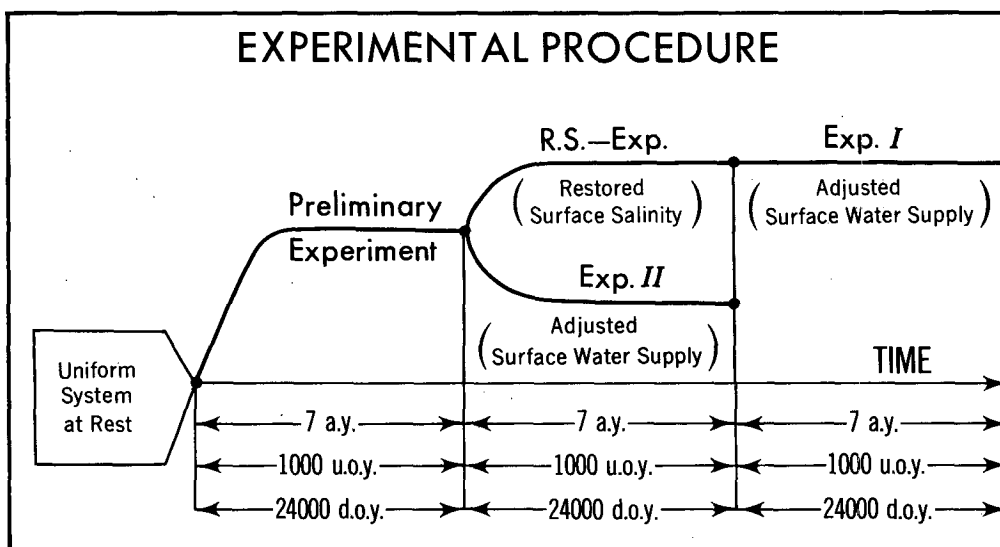 EXPERIMENTAL PROCEDURE
R.S.—Exp.
(Restored
Surface Salinity)
Exp. I
(Adjusted
Surface Water Supply)
Preliminary
Experiment
Exp. II
(Adjusted
Surface Water Supply)
Uniform
System
at Rest
TIME
7 a.y. 7 a.y. 7 a.y.
1000 u.o.y. 1000 u.o.y. 1000 u.o.y.
24000 d.o.y. 24000 d.o.y. 24000 d.o.y.